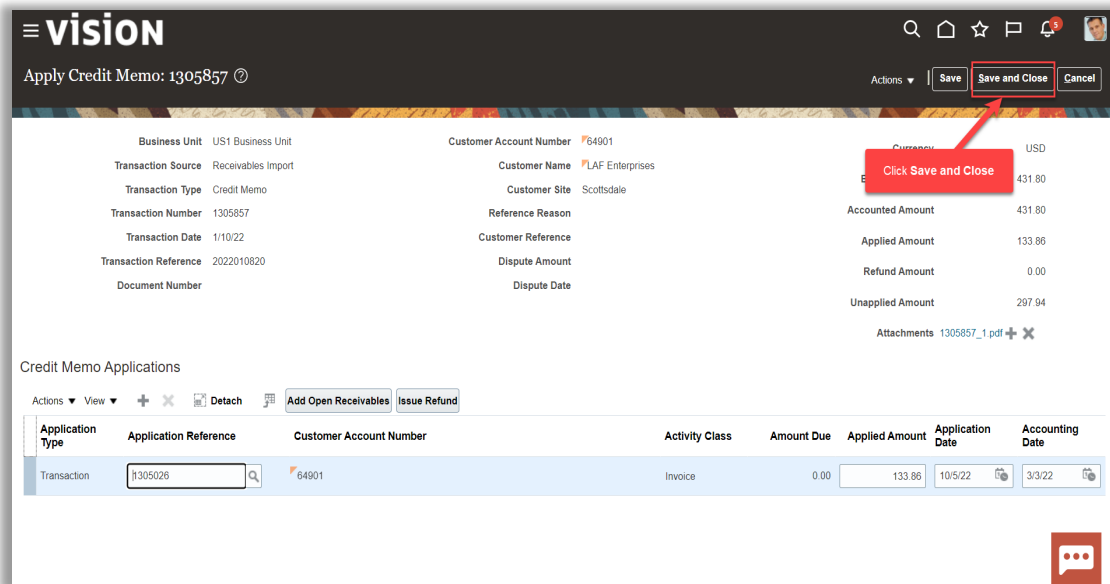 vision
5
Apply Credit Memo: 1305857
Actions Save Save and Close Cancel
Business Unit US1 Business Unit
Transaction Source Receivables Import
Transaction Type Credit Memo
Transaction Number 1305857
Transaction Date 1/10/22
Transaction Reference 2022010820
Document Number
Customer Account Number 64901
Customer Name LAF Enterprises
Customer Site Scottsdale
Reference Reason
Customer Reference
Dispute Amount
Dispute Date
Currency USD
Click Save and Close
431.80
Accounted Amount 431.80
Applied Amount 133.86
Refund Amount 0.00
Unapplied Amount 297.94
Attachments 1305857_1.pdf
Credit Memo Applications
Actions View Detach Add Open Receivables Issue Refund
Application Type Application Reference Customer Account Number Activity Class Amount Due Applied Amount Application Date Accounting Date
Transaction 1305026 64901 Invoice 0.00 133.86 10/5/22 3/3/22